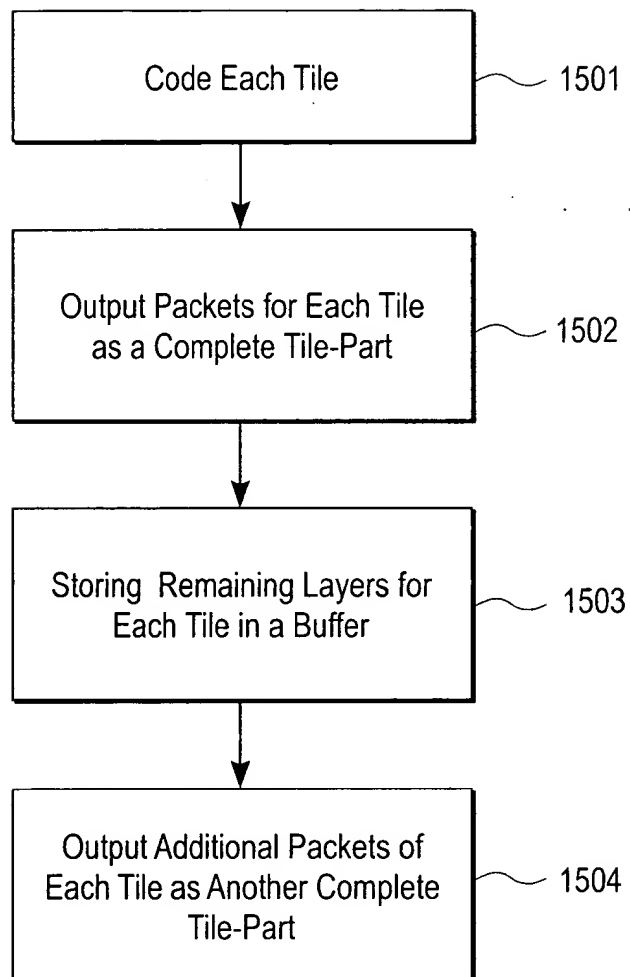 Code Each Tile
1501
Output Packets for Each Tile
as a Complete Tile-Part
1502
Storing Remaining Layers for
Each Tile in a Buffer
1503
Output Additional Packets of
Each Tile as Another Complete
Tile-Part
1504